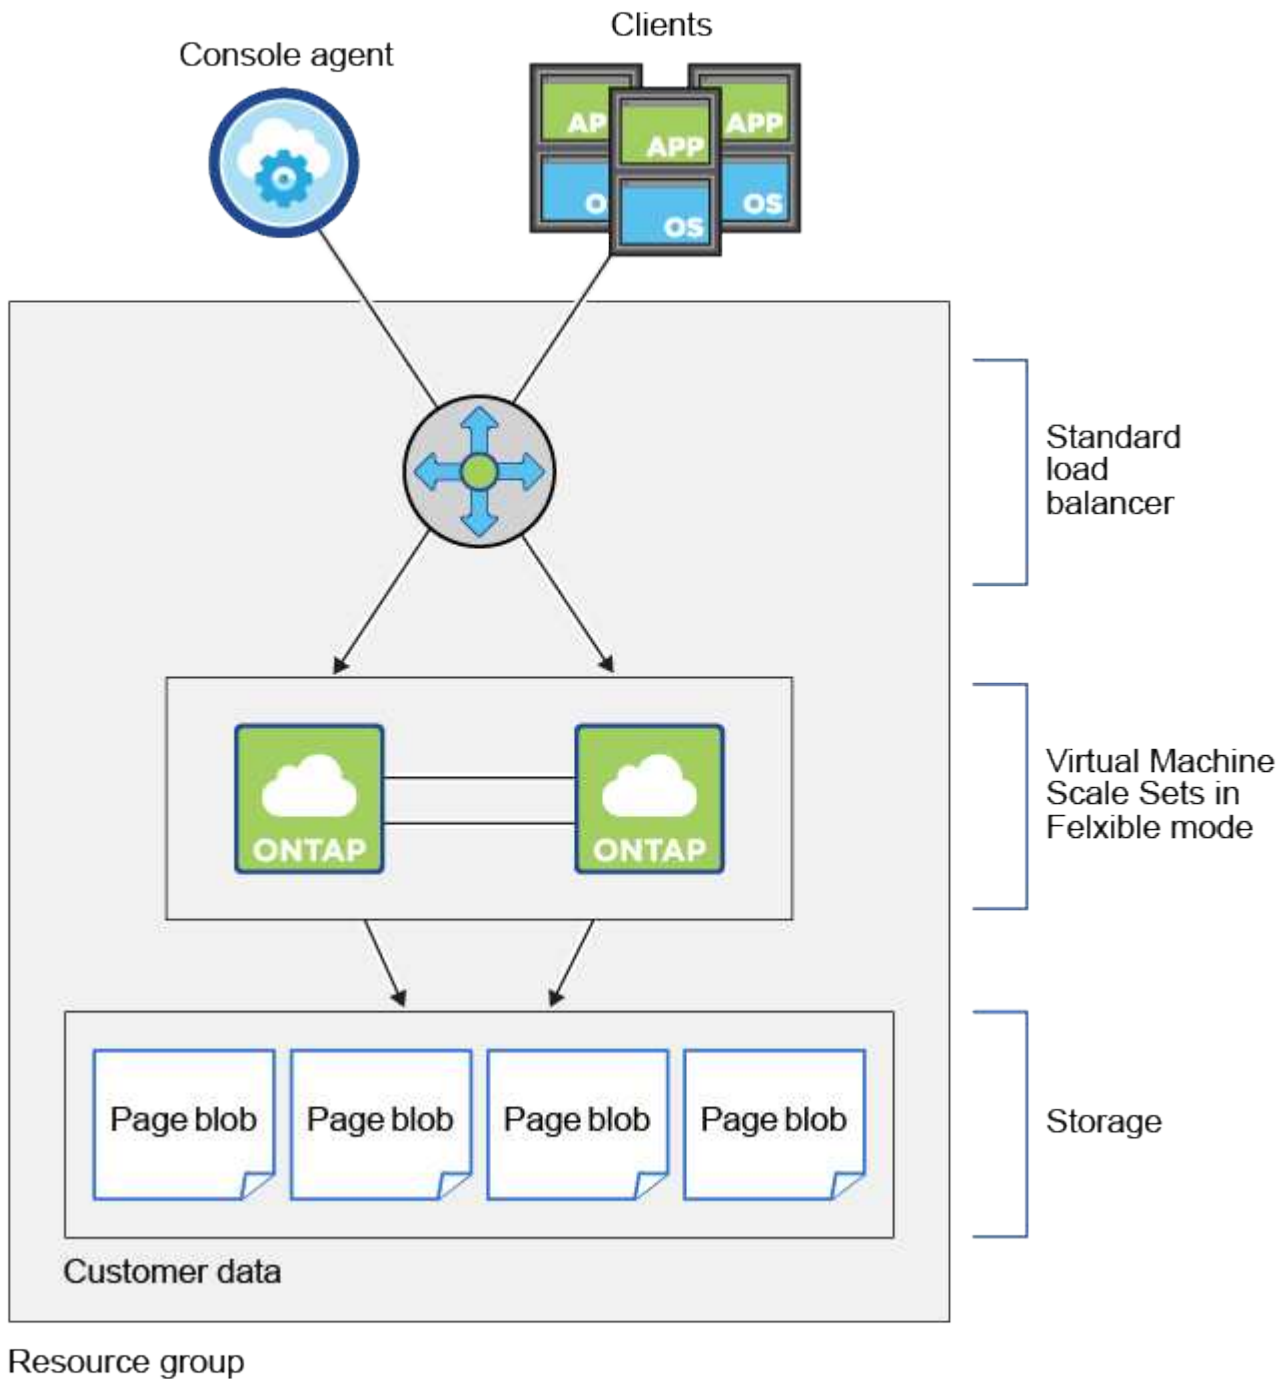 Clients
Console agent
AP
APP
APP
O
OS
OS
Standard
load
balancer
Virtual Machine
Scale Sets in
Felxible mode
ONTAP
ONTAP
Page blob
Page blob
Page blob
Page blob
Storage
Customer data
Resource group